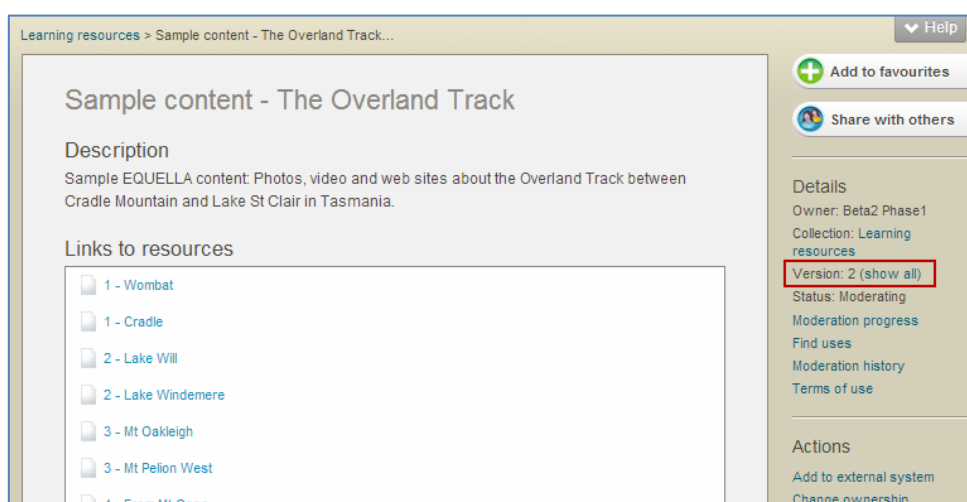 Learning resources > Sample content - The Overland Track...
Help
Sample content - The Overland Track
Description
Sample EQUELLA content: Photos, video and web sites about the Overland Track between
Cradle Mountain and Lake St Clair in Tasmania.
Links to resources
1 - Wombat
1 - Cradle
2 - Lake Will
2 - Lake Windemere
3 - Mt Oakleigh
3 - Mt Pelion West
Add to favourites
Share with others
Details
Owner: Beta2 Phase1
Collection: Learning
resources
Version: 2 (show all)
Status: Moderating
Moderation progress
Find uses
Moderation history
Terms of use
Actions
Add to external system
Change ownership